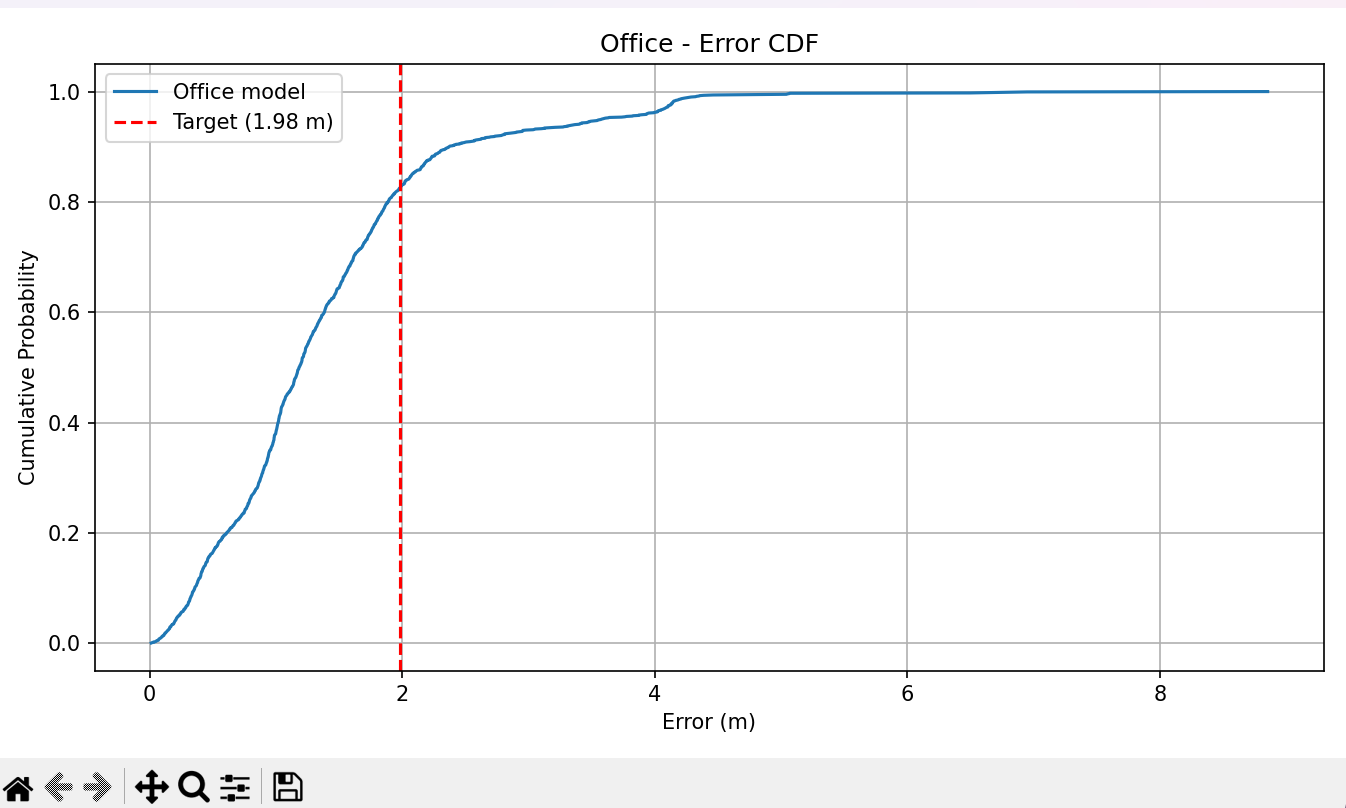 Office - Error CDF
Office model
Target (1.98 m)
1.0
0.8
0.6
0.4
0.2
0.0
Cumulative Probability
0 2 4 6 8
Error (m)